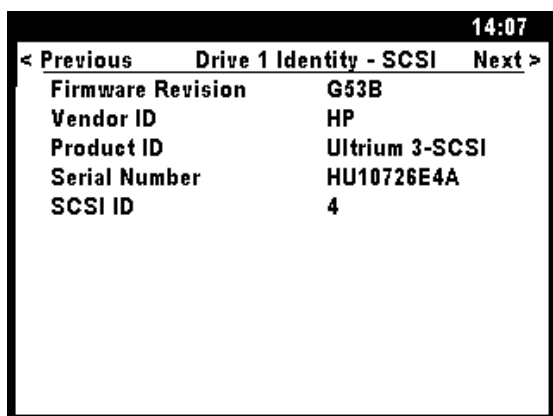 14:07
< Previous Drive 1 Identity - SCSI Next >
Firmware Revision G53B
Vendor ID HP
Product ID Ultrium 3-SCSI
Serial Number HU10726E4A
SCSI ID 4